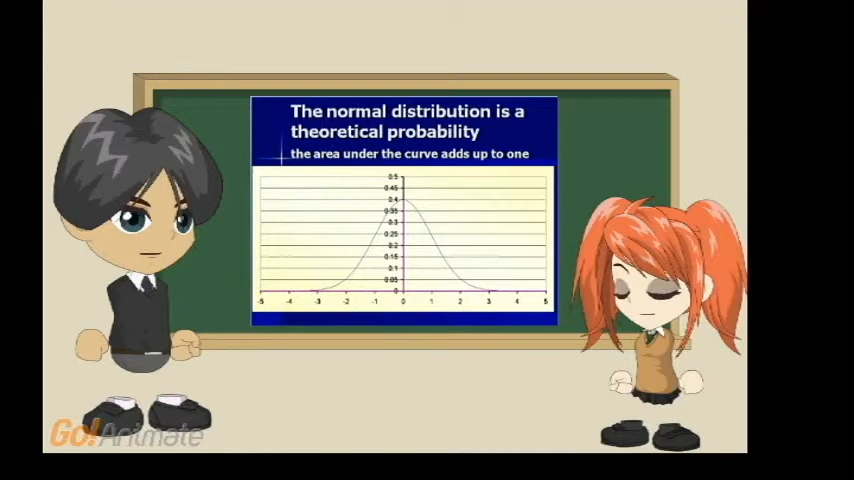 The normal distribution is a
theoretical probability
the area under the curve adds up to one
0.5
0.45
0.4
0.35
0.3
0.25
0.2
0.15
0.1
0.05
0
-5 -4 -3 -2 -1 0 1 2 3 4 5
Go!Animate